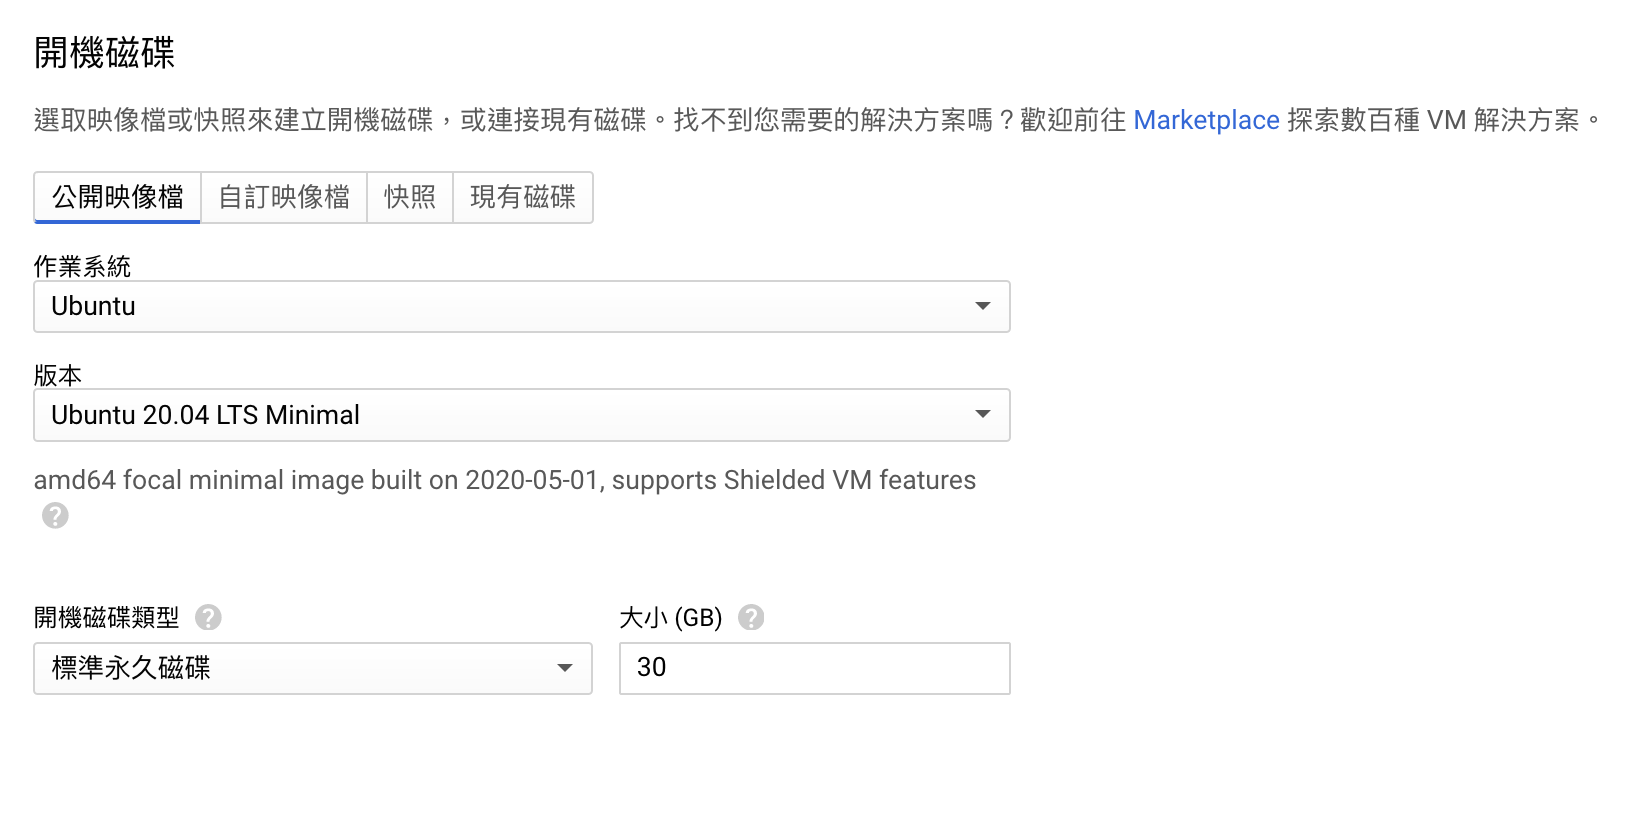 開機磁碟
選取映像檔或快照來建立開機磁碟，或連接現有磁碟。找不到您需要的解決方案嗎？歡迎前往 Marketplace 探索數百種 VM 解決方案。
公開映像檔 自訂映像檔 快照 現有磁碟
作業系統
Ubuntu
版本
Ubuntu 20.04 LTS Minimal
amd64 focal minimal image built on 2020-05-01, supports Shielded VM features
?
開機磁碟類型 ? 大小 (GB) ?
標準永久磁碟 30